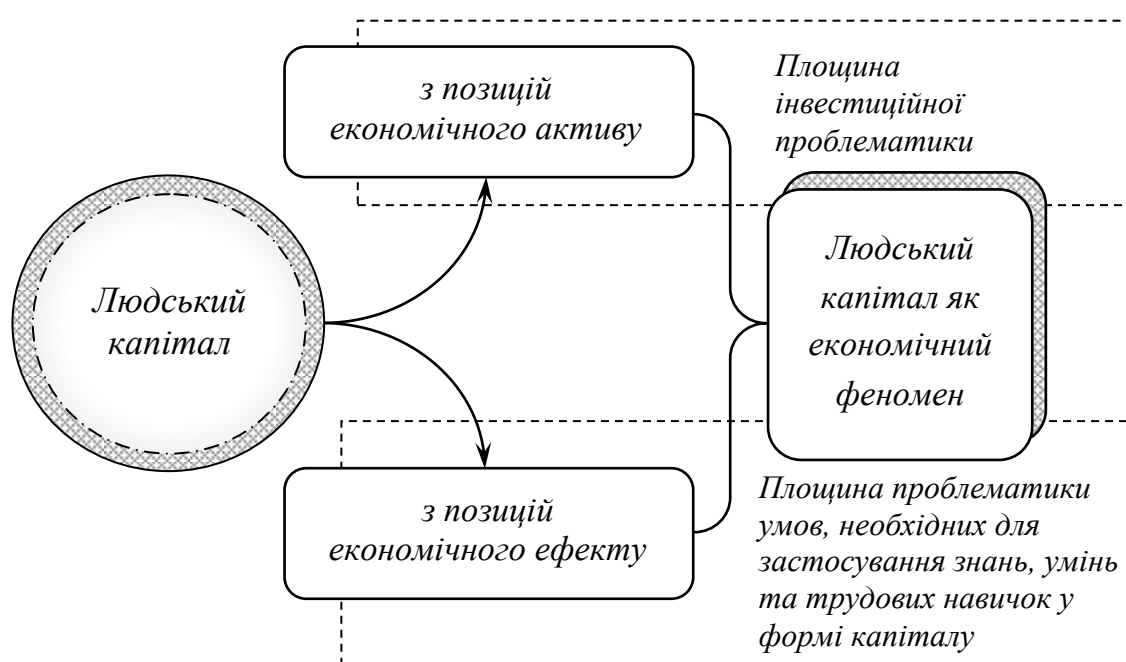 з позицій
економічного активу
Площина
інвестиційної
проблематики
Людський
капітал
Людський
капітал як
економічний
феномен
з позицій
економічного ефекту
Площина проблематики
умов, необхідних для
застосування знань, умінь
та трудових навичок у
формі капіталу